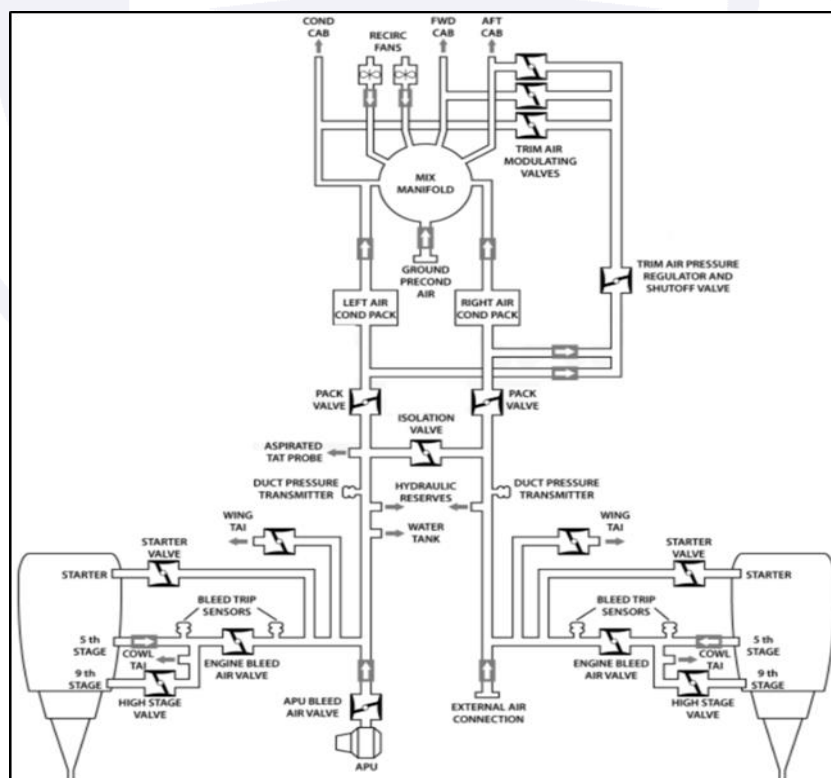 COND
CAB
RECIRC
FANS
FWD
CAB
AFT
CAB
TRIM AIR
MODULATING
VALVES
MIX
MANIFOLD
GROUND
PRECOND
AIR
TRIM AIR PRESSURE
REGULATOR AND
SHUTOFF VALVE
LEFT AIR
COND PACK
RIGHT AIR
COND PACK
PACK
VALVE
ISOLATION
VALVE
PACK
VALVE
ASPIRATED
TAT PROBE
DUCT PRESSURE
TRANSMITTER
HYDRAULIC
RESERVES
DUCT PRESSURE
TRANSMITTER
WING
TAI
WATER
TANK
WING
TAI
STARTER
VALVE
STARTER
VALVE
STARTER
STARTER
BLEED TRIP
SENSORS
BLEED TRIP
SENSORS
5 th
STAGE
COWL
TAI
9 th
STAGE
ENGINE BLEED
AIR VALVE
HIGH STAGE
VALVE
APU BLEED
AIR VALVE
APU
EXTERNAL AIR
CONNECTION
ENGINE BLEED
AIR VALVE
COWL
TAI
HIGH STAGE
VALVE
5 th
STAGE
9 th
STAGE